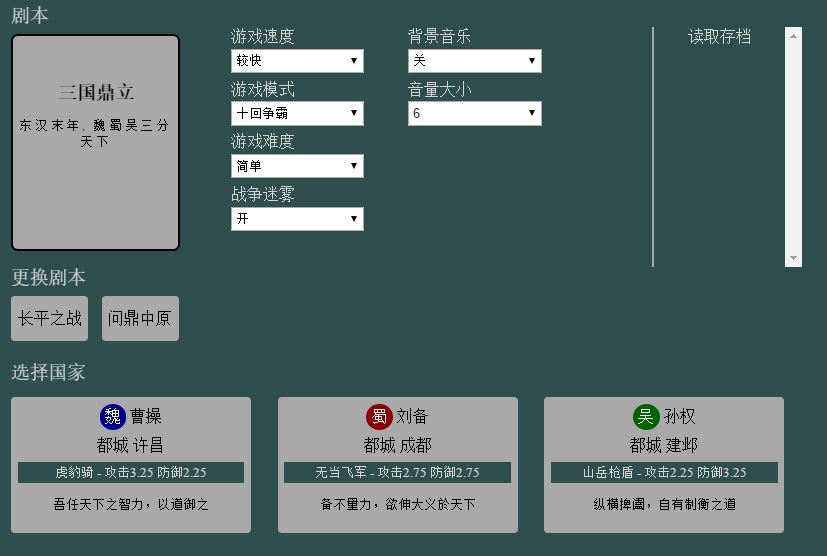 剧本
三国鼎立
东汉末年, 魏蜀吴三分
天下
游戏速度
较快
游戏模式
十回争霸
游戏难度
简单
战争迷雾
开
背景音乐
关
音量大小
6
读取存档
更换剧本
长平之战
问鼎中原
选择国家
魏 曹操
都城 许昌
虎豹骑 - 攻击3.25 防御2.25
吾任天下之智力，以道御之
蜀 刘备
都城 成都
无当飞军 - 攻击2.75 防御2.75
备不量力，欲伸大义於天下
吴 孙权
都城 建邺
山岳枪盾 - 攻击2.25 防御3.25
纵横捭阖，自有制衡之道